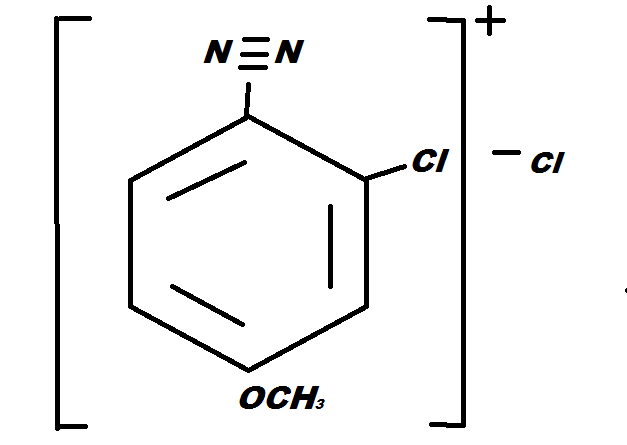 +
N≡N
Cl
− Cl
OCH₃